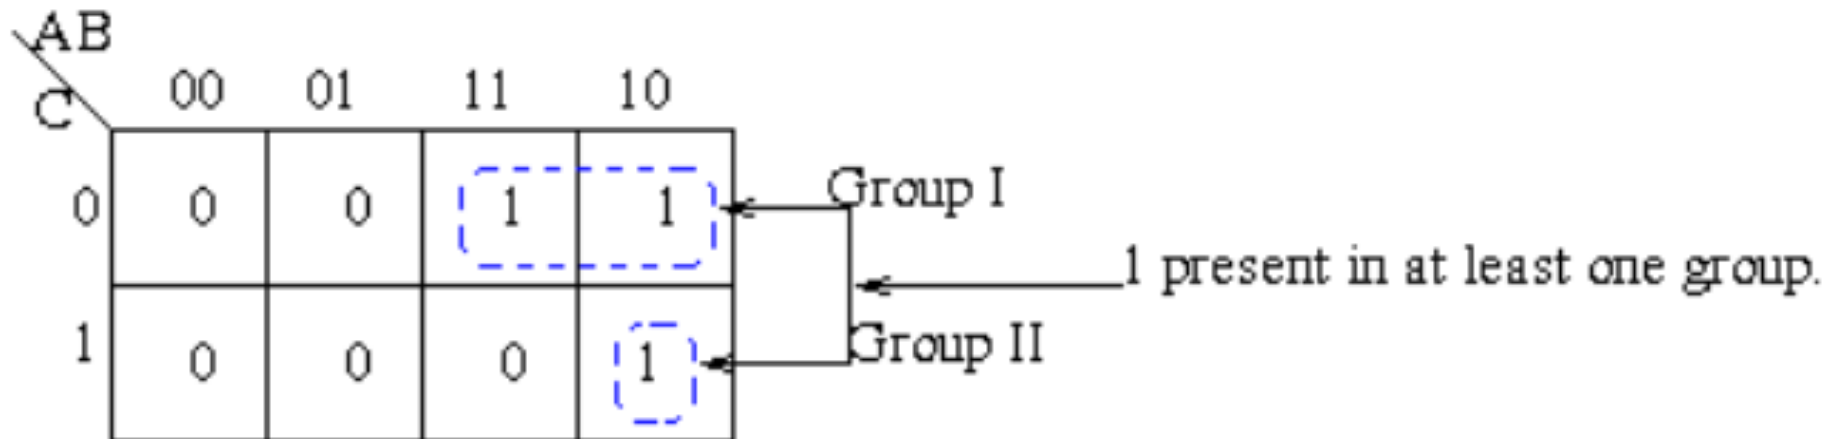 AB
C
00 01 11 10
0 0 0 1 1 Group I
1 present in at least one group.
1 0 0 0 1 Group II